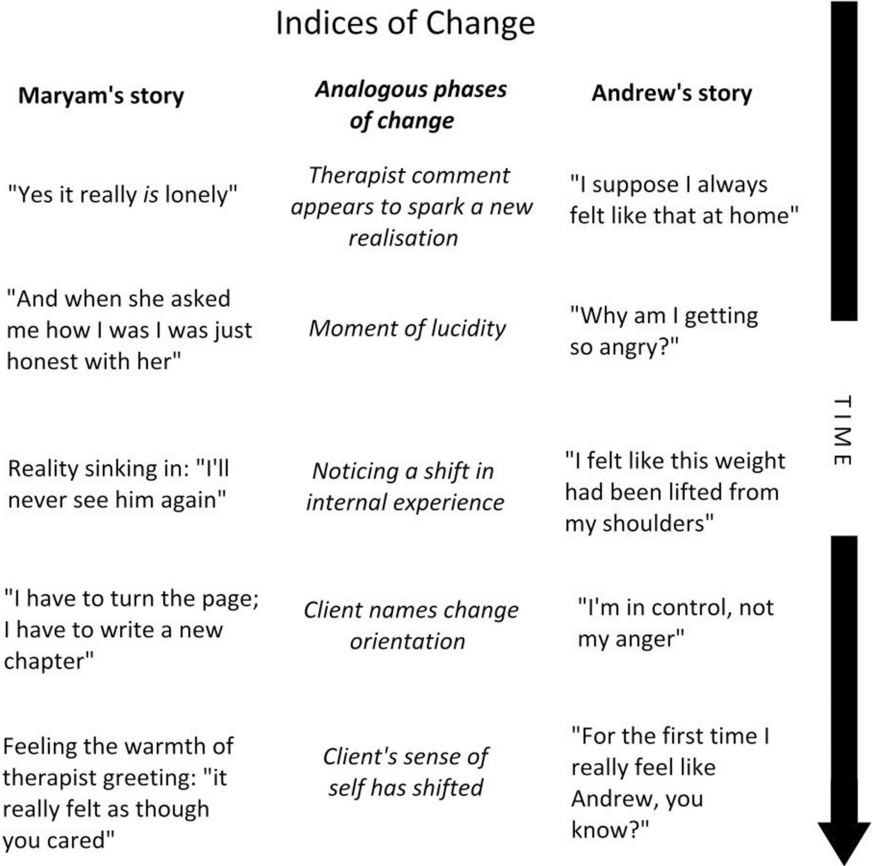 Indices of Change
Maryam's story
Analogous phases
of change
Andrew's story
"Yes it really is lonely"
Therapist comment
appears to spark a new
realisation
"I suppose I always
felt like that at home"
"And when she asked
me how I was I was just
honest with her"
Moment of lucidity
"Why am I getting
so angry?"
Reality sinking in: "I'll
never see him again"
Noticing a shift in
internal experience
"I felt like this weight
had been lifted from
my shoulders"
"I have to turn the page;
I have to write a new
chapter"
Client names change
orientation
"I'm in control, not
my anger"
Feeling the warmth of
therapist greeting: "it
really felt as though
you cared"
Client's sense of
self has shifted
"For the first time I
really feel like
Andrew, you
know?"
TIME